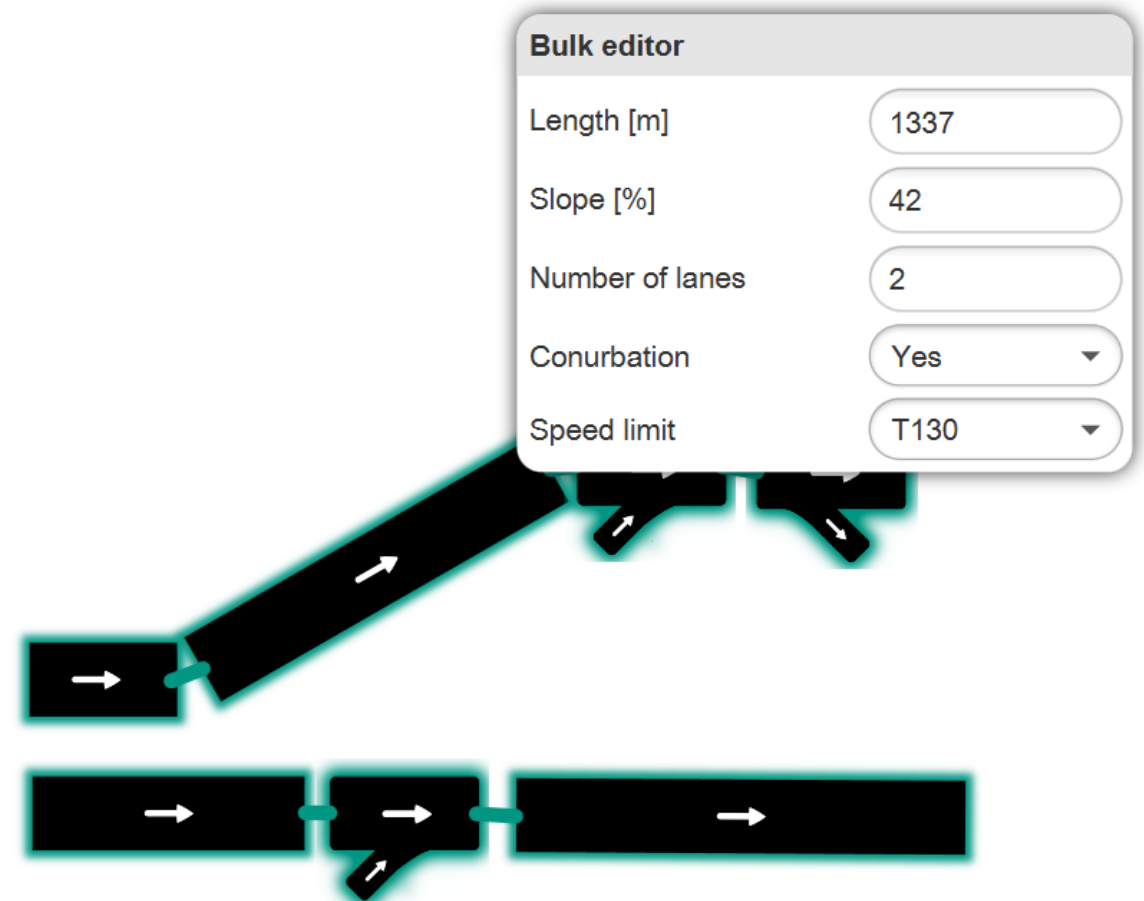 Bulk editor
Length [m] 1337
Slope [%] 42
Number of lanes 2
Conurbation Yes
Speed limit T130